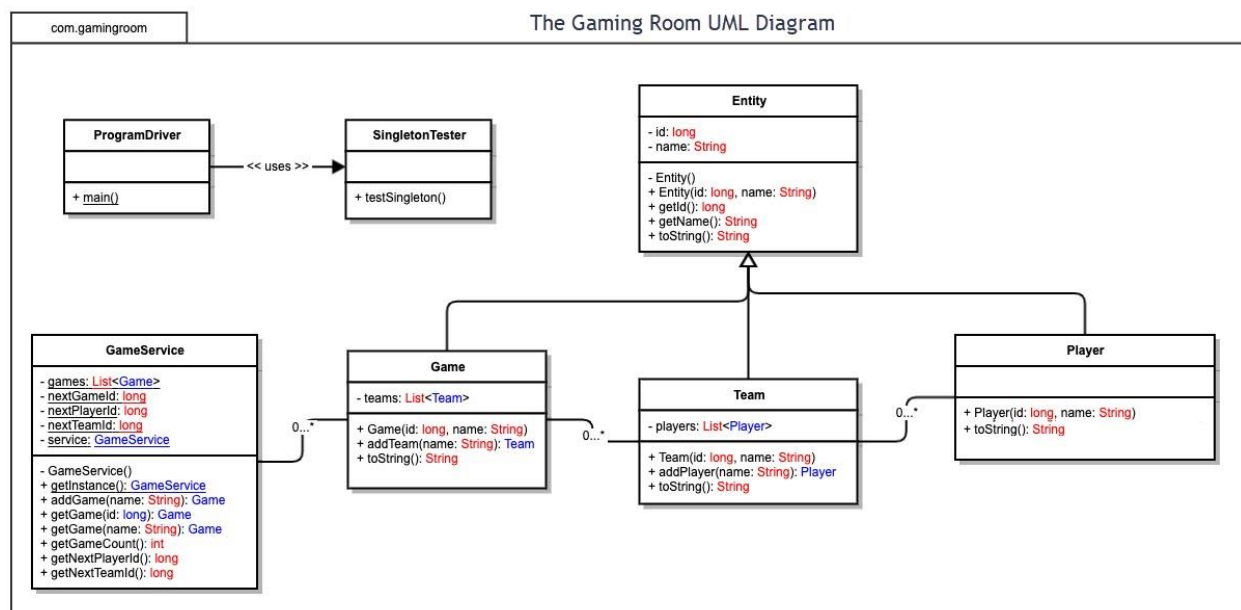 com.gamingroom
The Gaming Room UML Diagram
ProgramDriver
+ main()
<< uses >>
SingletonTester
+ testSingleton()
Entity
- id: long
- name: String
- Entity()
+ Entity(id: long, name: String)
+ getId(): long
+ getName(): String
+ toString(): String
GameService
- games: List<Game>
- nextGameId: long
- nextPlayerId: long
- nextTeamId: long
- service: GameService
- GameService()
+ getInstance(): GameService
+ addGame(name: String): Game
+ getGame(id: long): Game
+ getGame(name: String): Game
+ getGameCount(): int
+ getNextPlayerId(): long
+ getNextTeamId(): long
0...*
Game
- teams: List<Team>
+ Game(id: long, name: String)
+ addTeam(name: String): Team
+ toString(): String
0...*
Team
- players: List<Player>
+ Team(id: long, name: String)
+ addPlayer(name: String): Player
+ toString(): String
0...*
Player
+ Player(id: long, name: String)
+ toString(): String